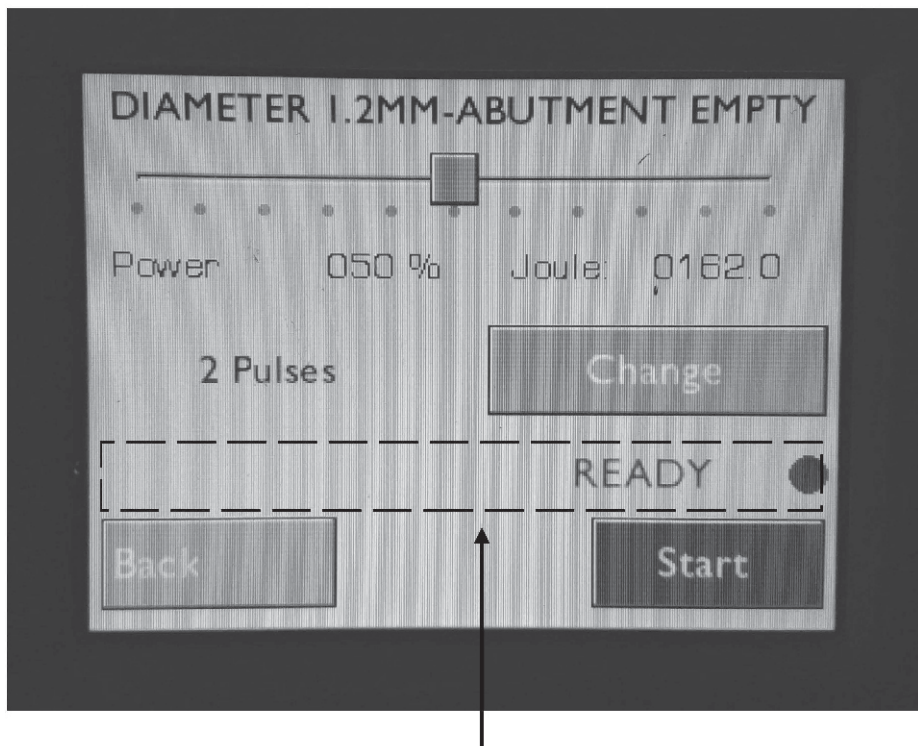 DIAMETER 1.2MM-ABUTMENT EMPTY
Power 050 % Joule: 0162.0
2 Pulses Change
READY
Back Start